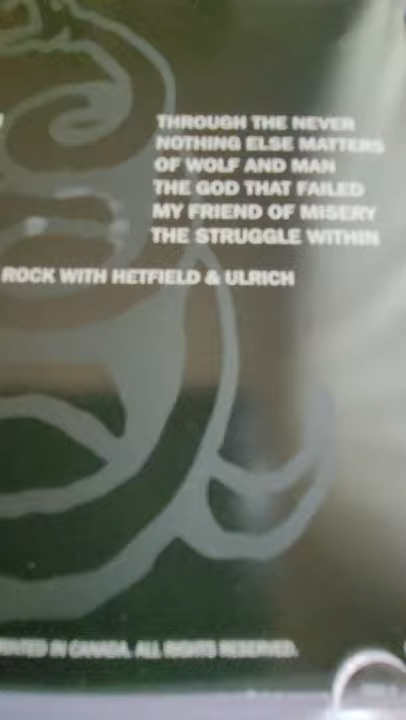 THROUGH THE NEVER
NOTHING ELSE MATTERS
OF WOLF AND MAN
THE GOD THAT FAILED
MY FRIEND OF MISERY
THE STRUGGLE WITHIN
ROCK WITH HETFIELD & ULRICH
IN CANADA. ALL RIGHTS RESERVED.